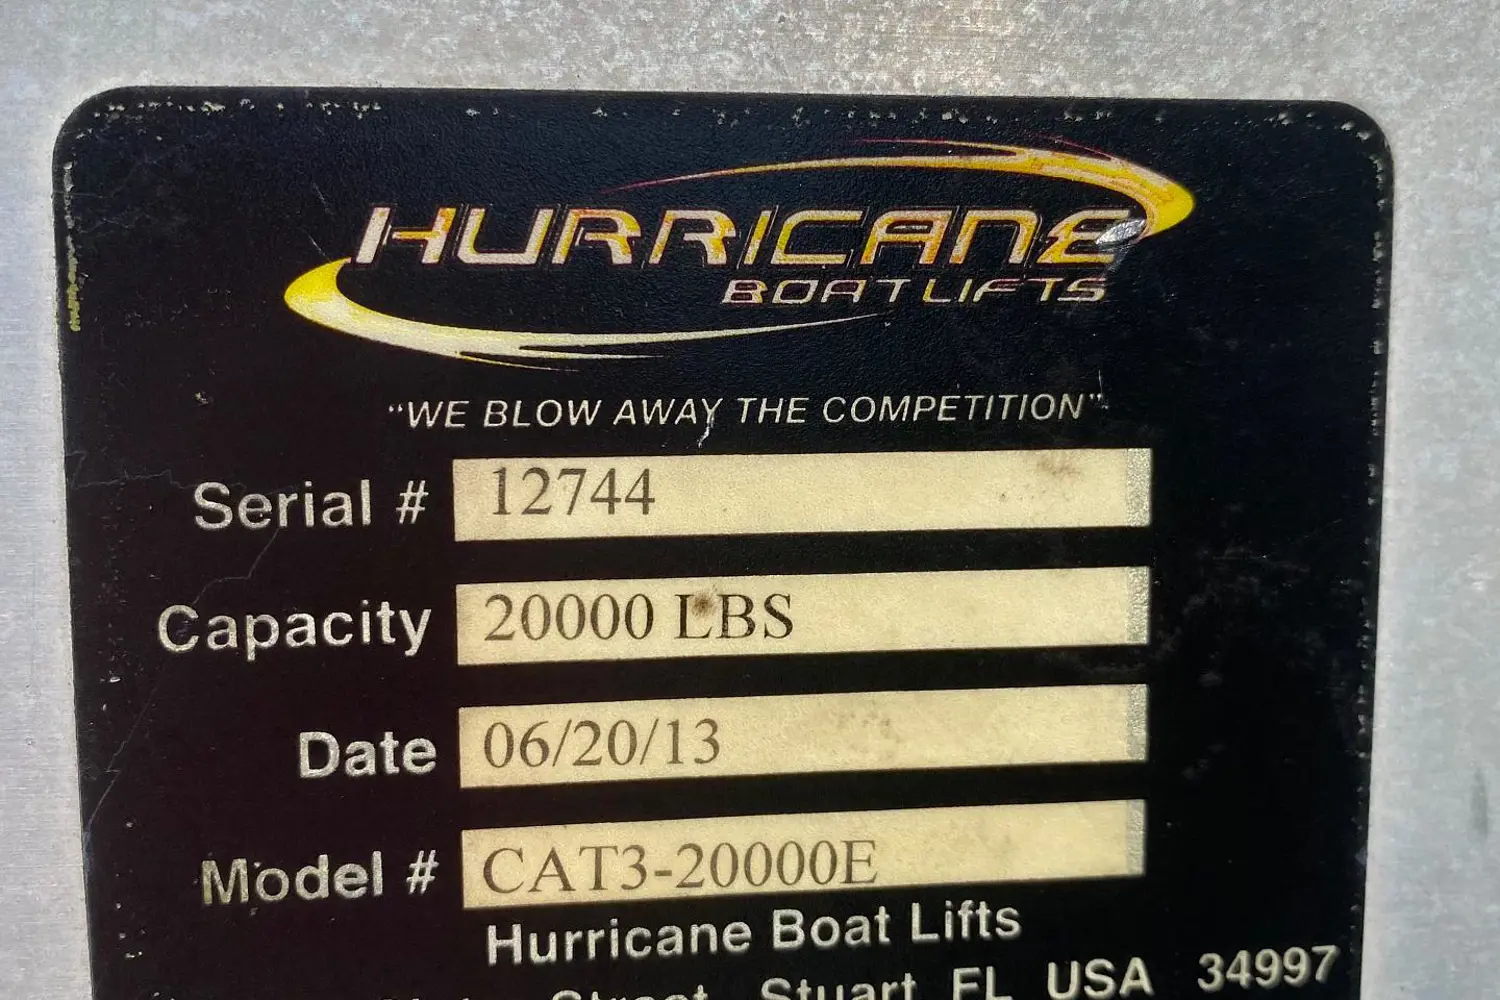 HURRICANE
BOAT LIFTS
"WE BLOW AWAY THE COMPETITION"
Serial # 12744
Capacity 20000 LBS
Date 06/20/13
Model # CAT3-20000E
Hurricane Boat Lifts
Street, Stuart, FL USA 34997